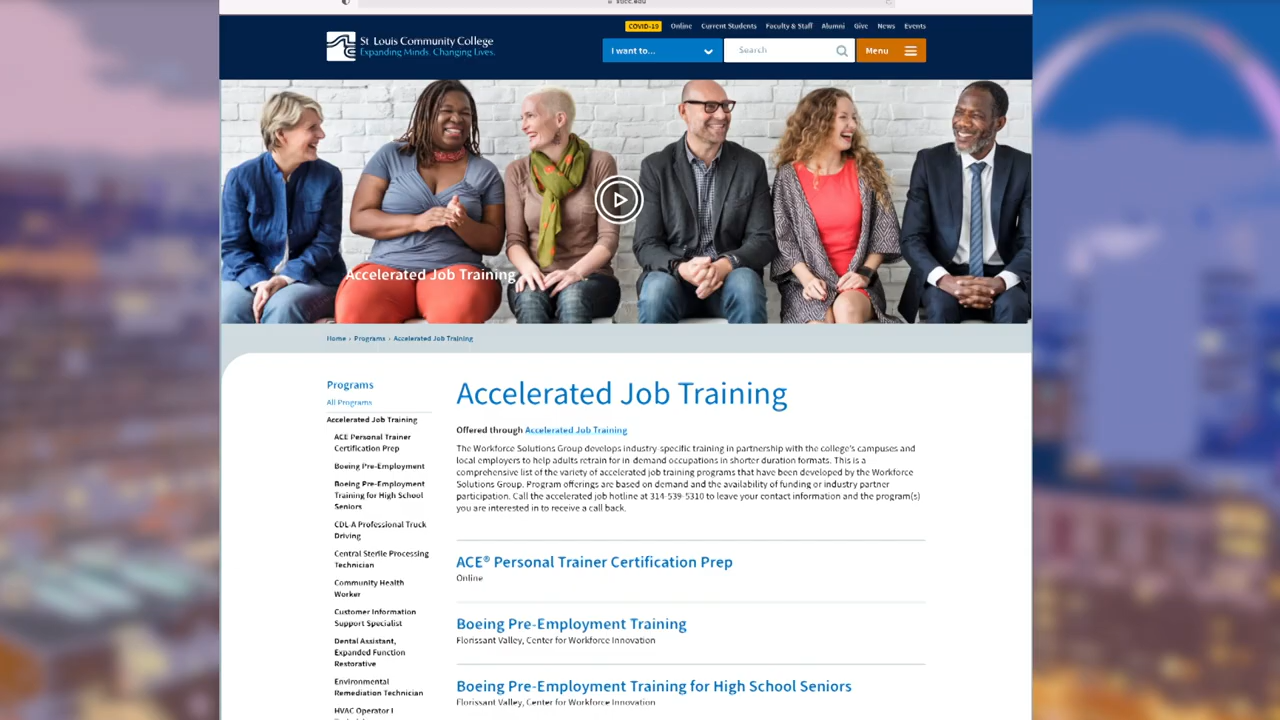 COVID-19 Online Current Students Faculty & Staff Alumni Give News Events
St. Louis Community College
Expanding Minds. Changing Lives.
I want to...
Search
Menu
Accelerated Job Training
Home › Programs › Accelerated Job Training
Programs
All Programs
Accelerated Job Training
ACE Personal Trainer
Certification Prep
Boeing Pre-Employment
Boeing Pre-Employment
Training for High School
Seniors
CDL-A Professional Truck
Driving
Central Sterile Processing
Technician
Community Health
Worker
Customer Information
Support Specialist
Dental Assistant,
Expanded Function
Restorative
Environmental
Remediation Technician
HVAC Operator I
Accelerated Job Training
Offered through Accelerated Job Training
The Workforce Solutions Group develops industry-specific training in partnership with the college's campuses and
local employers to help adults retrain for in-demand occupations in shorter duration formats. This is a
comprehensive list of the variety of accelerated job training programs that have been developed by the Workforce
Solutions Group. Program offerings are based on demand and the availability of funding or industry partner
participation. Call the accelerated job hotline at 314-539-5310 to leave your contact information and the program(s)
you are interested in to receive a call back.
ACE® Personal Trainer Certification Prep
Online
Boeing Pre-Employment Training
Florissant Valley, Center for Workforce Innovation
Boeing Pre-Employment Training for High School Seniors
Florissant Valley, Center for Workforce Innovation